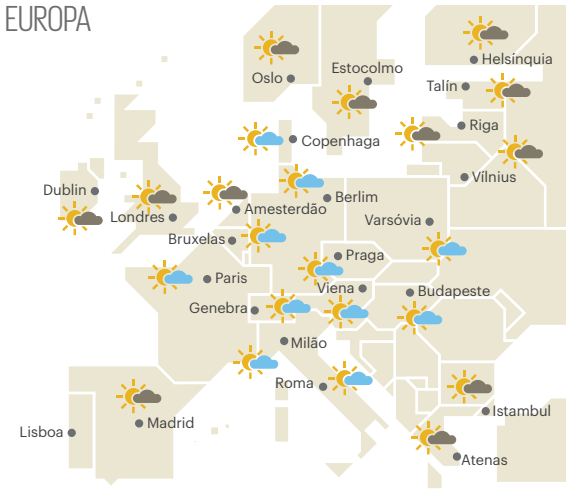 EUROPA
Helsínquia
Estocolmo
Oslo
Talín
Riga
Copenhaga
Vílnius
Dublin
Berlim
Amesterdão
Londres
Varsóvia
Bruxelas
Praga
Paris
Viena
Budapeste
Genebra
Milão
Roma
Istambul
Madrid
Lisboa
Atenas